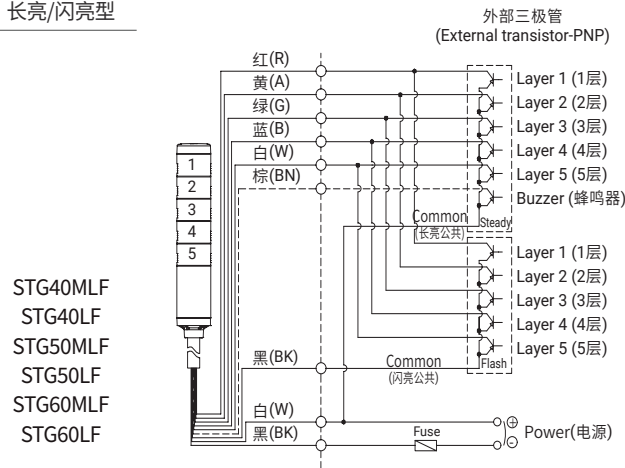 长亮/闪亮型
外部三极管
(External transistor-PNP)
红(R)
黄(A)
绿(G)
蓝(B)
白(W)
棕(BN)
Layer 1 (1层)
Layer 2 (2层)
Layer 3 (3层)
Layer 4 (4层)
Layer 5 (5层)
Buzzer (蜂鸣器)
Common
(长亮公共)
Steady
1
2
3
4
5
Layer 1 (1层)
Layer 2 (2层)
Layer 3 (3层)
Layer 4 (4层)
Layer 5 (5层)
Flash
STG40MLF
STG40LF
STG50MLF
STG50LF
STG60MLF
STG60LF
黑(BK)
Common
(闪亮公共)
白(W)
黑(BK)
Fuse
+
-
Power(电源)